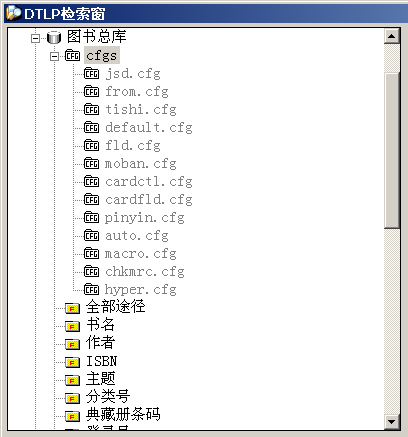 DTLP检索窗
图书总库
cfgs
jsd.cfg
from.cfg
tishi.cfg
default.cfg
fld.cfg
moban.cfg
cardctl.cfg
cardfld.cfg
pinyin.cfg
auto.cfg
macro.cfg
chkmrc.cfg
hyper.cfg
全部途径
书名
作者
ISBN
主题
分类号
典藏册条码